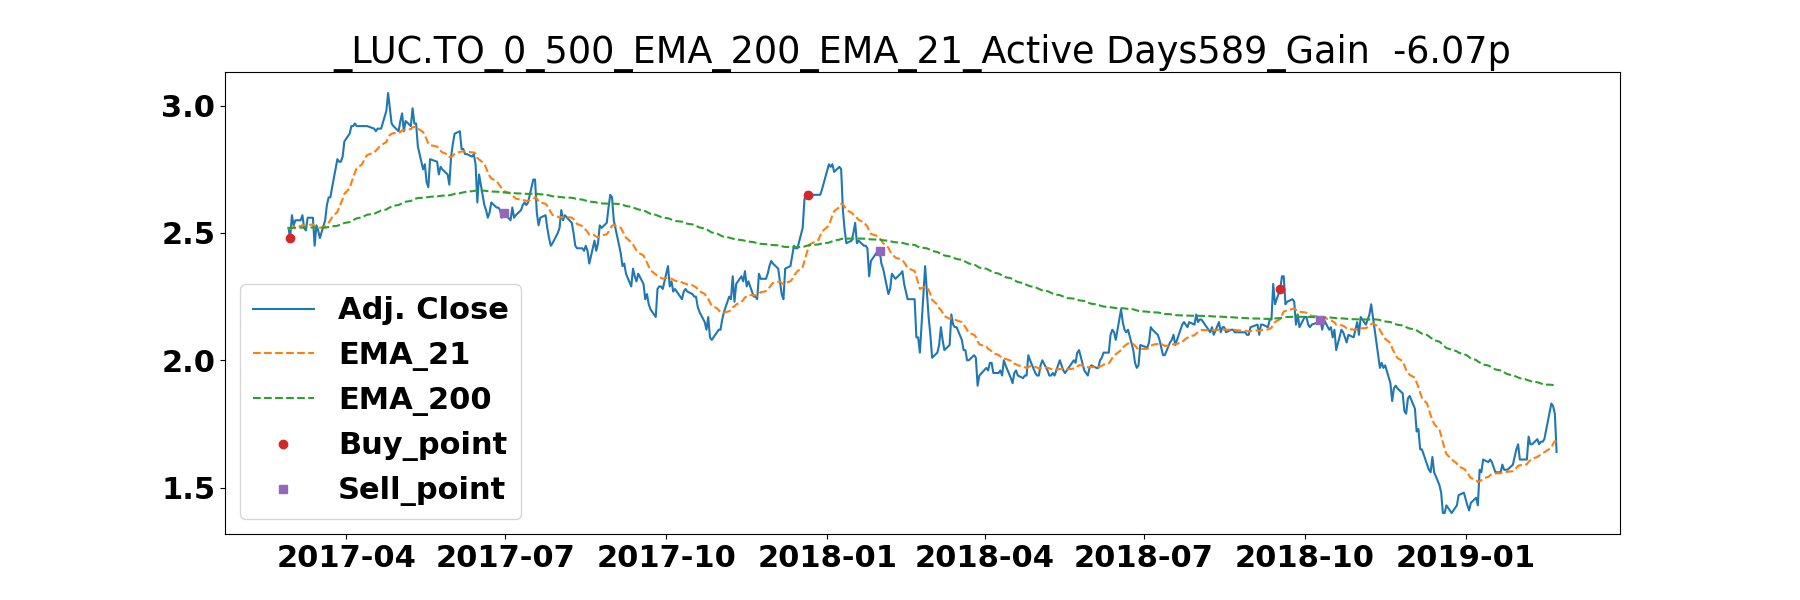 _LUC.TO_0_500_EMA_200_EMA_21_Active Days589_Gain  -6.07p
3.0
2.5
2.0
1.5
Adj. Close
EMA_21
EMA_200
Buy_point
Sell_point
2017-04 2017-07 2017-10 2018-01 2018-04 2018-07 2018-10 2019-01